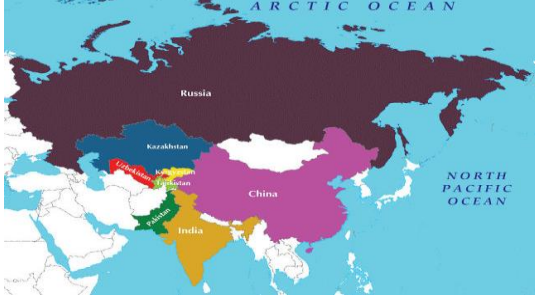 ARCTIC OCEAN
Russia
Kazakhstan
Uzbekistan
Kyrgyzstan
Tajikistan
China
NORTH
PACIFIC
OCEAN
Pakistan
India